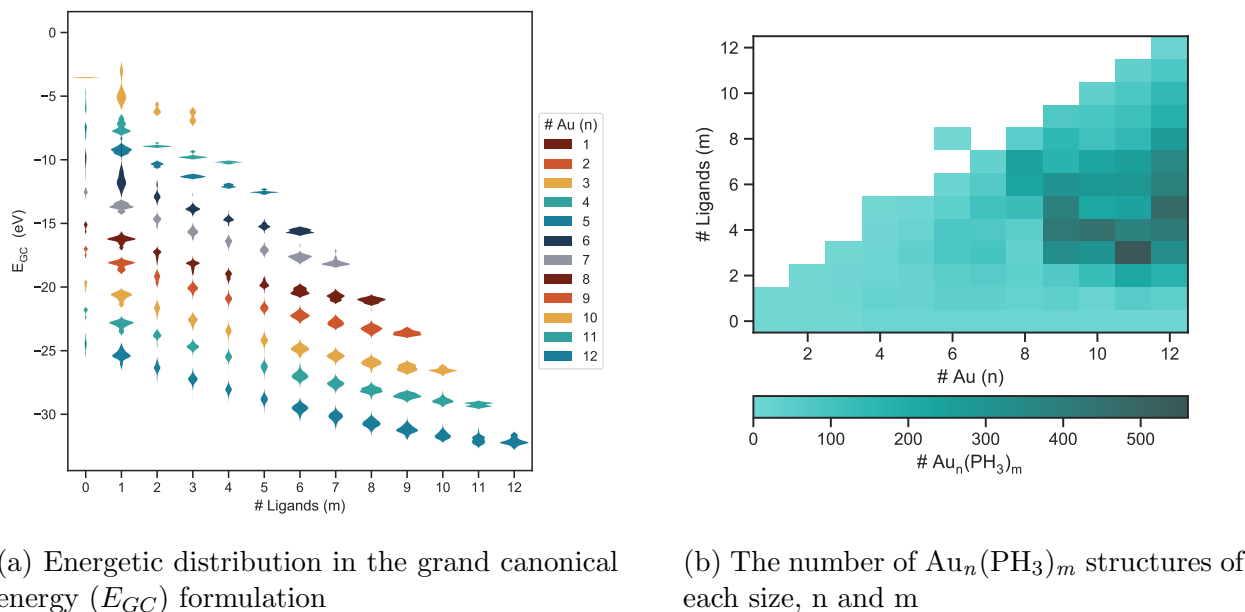 0
−5
−10
−15
−20
−25
−30
E_GC (eV)
0 1 2 3 4 5 6 7 8 9 10 11 12
# Ligands (m)
# Au (n)
1
2
3
4
5
6
7
8
9
10
11
12
12
10
8
6
4
2
0
# Ligands (m)
2 4 6 8 10 12
# Au (n)
0 100 200 300 400 500
# Au_n(PH_3)_m
(a) Energetic distribution in the grand canonical
energy (E_GC) formulation
(b) The number of Au_n(PH_3)_m structures of
each size, n and m